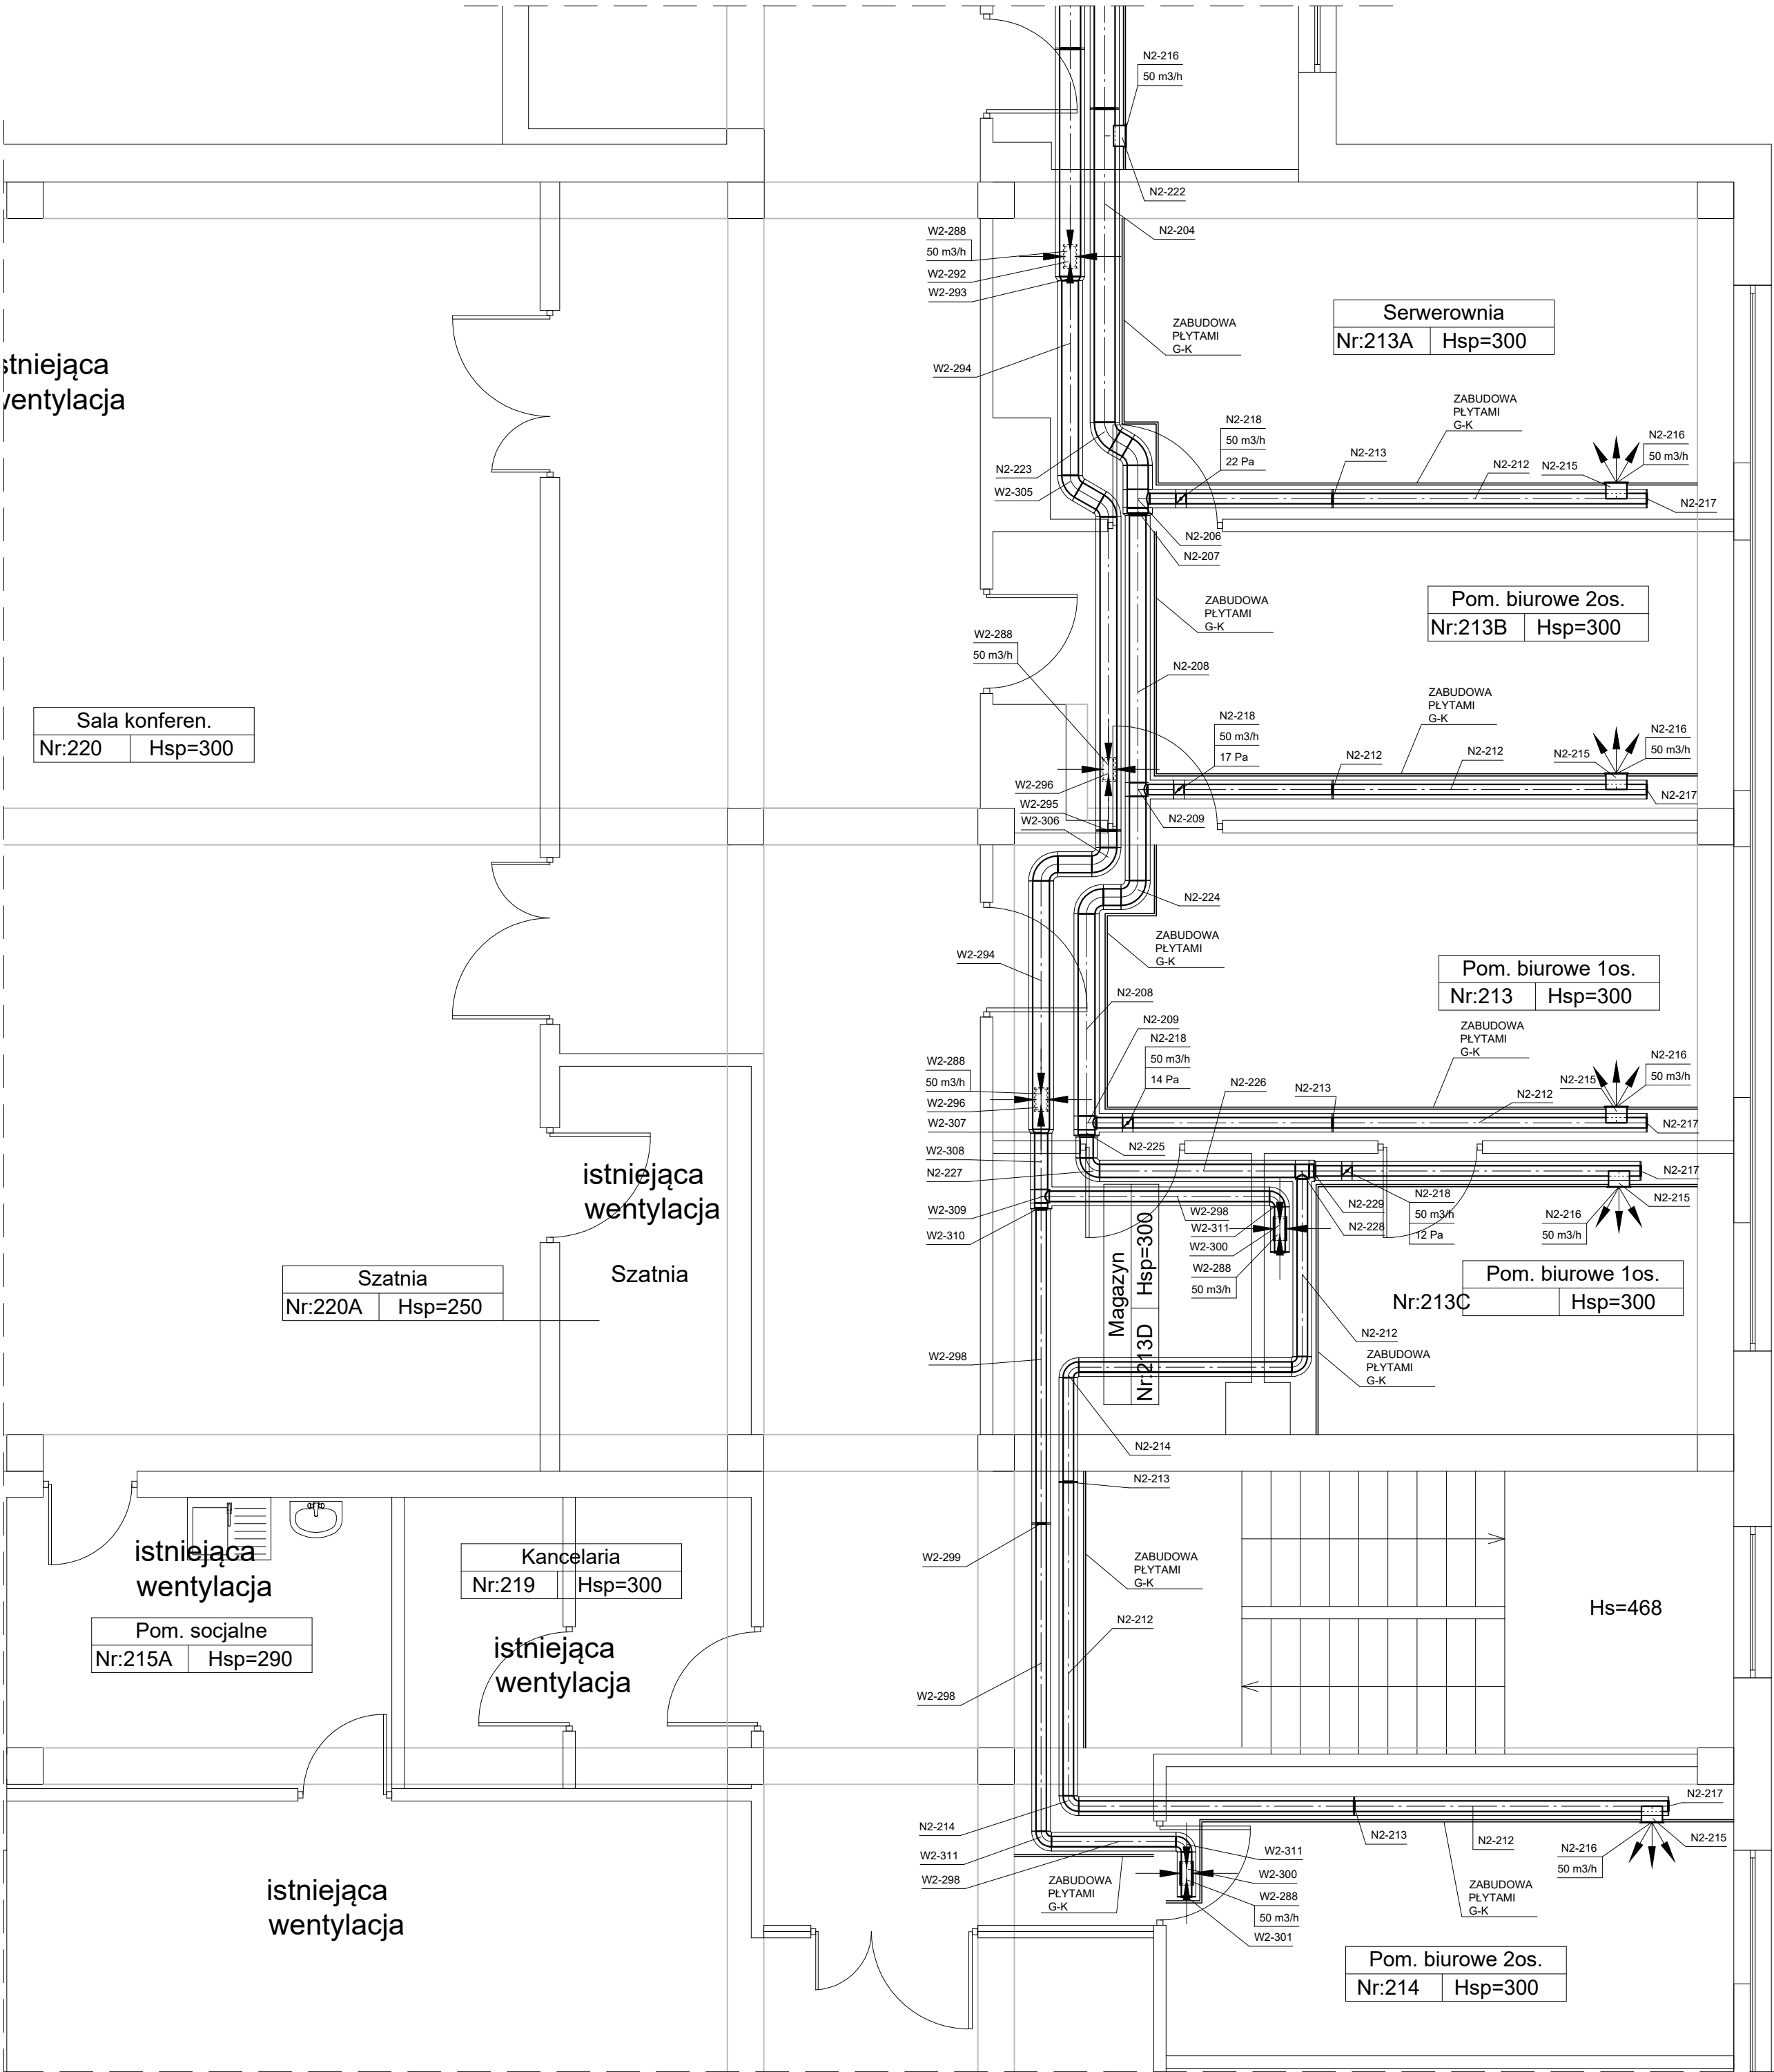 N2-216
50 m3/h
N2-222
N2-204
W2-288
50 m3/h
W2-292
W2-293
ZABUDOWA
PŁYTAMI
G-K
Serwerownia
Nr:213A
Hsp=300
stniejąca
wentylacja
W2-294
ZABUDOWA
PŁYTAMI
G-K
N2-218
50 m3/h
22 Pa
N2-216
50 m3/h
N2-223
W2-305
N2-213
N2-212
N2-215
N2-217
N2-206
N2-207
ZABUDOWA
PŁYTAMI
G-K
Pom. biurowe 2os.
Nr:213B
Hsp=300
W2-288
50 m3/h
N2-208
ZABUDOWA
PŁYTAMI
G-K
Sala konferen.
Nr:220
Hsp=300
N2-218
50 m3/h
17 Pa
N2-216
50 m3/h
N2-212
N2-212
N2-215
N2-217
W2-296
W2-295
W2-306
N2-209
N2-224
ZABUDOWA
PŁYTAMI
G-K
W2-294
Pom. biurowe 1os.
Nr:213
Hsp=300
N2-208
N2-209
N2-218
50 m3/h
14 Pa
ZABUDOWA
PŁYTAMI
G-K
N2-216
50 m3/h
W2-288
50 m3/h
W2-296
W2-307
N2-226
N2-213
N2-212
N2-215
N2-217
W2-308
N2-227
N2-225
N2-217
istniejąca
wentylacja
W2-309
W2-310
W2-298
W2-311
W2-300
W2-288
50 m3/h
N2-229
N2-228
N2-218
50 m3/h
12 Pa
N2-215
N2-216
50 m3/h
Magazyn
Nr:213D
Hsp=300
Szatnia
Nr:220A
Hsp=250
Szatnia
Pom. biurowe 1os.
Nr:213C
Hsp=300
N2-212
W2-298
ZABUDOWA
PŁYTAMI
G-K
N2-214
N2-213
istniejąca
wentylacja
Kancelaria
Nr:219
Hsp=300
W2-299
ZABUDOWA
PŁYTAMI
G-K
Hs=468
Pom. socjalne
Nr:215A
Hsp=290
istniejąca
wentylacja
N2-212
W2-298
N2-217
N2-214
W2-311
W2-298
N2-213
N2-212
N2-215
N2-216
50 m3/h
W2-311
W2-300
W2-288
50 m3/h
W2-301
ZABUDOWA
PŁYTAMI
G-K
ZABUDOWA
PŁYTAMI
G-K
istniejąca
wentylacja
Pom. biurowe 2os.
Nr:214
Hsp=300